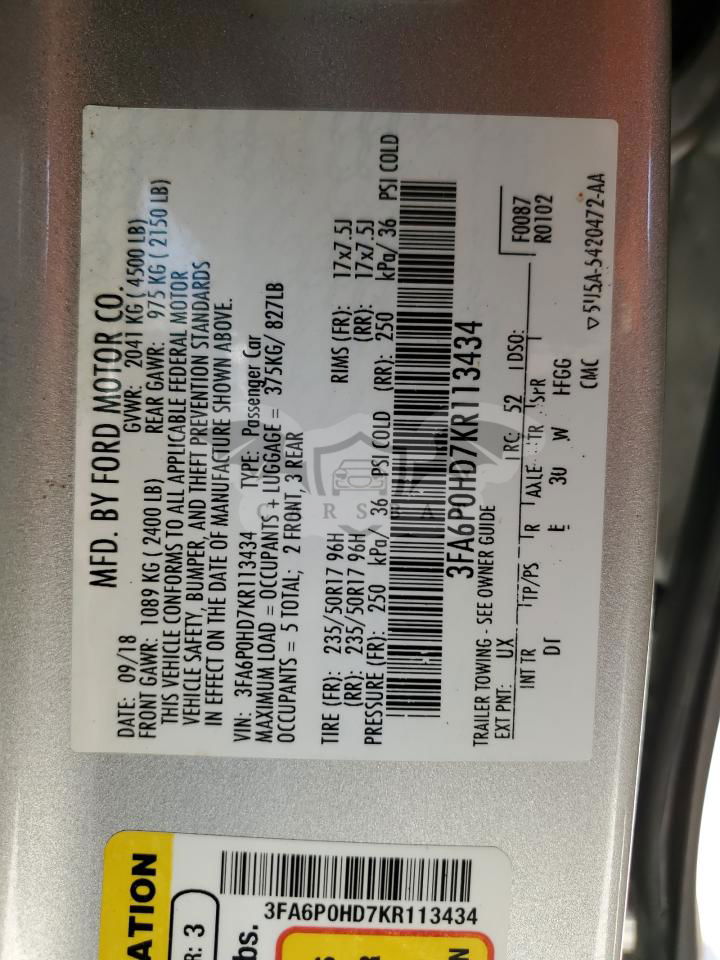 MFD. BY FORD MOTOR CO.
DATE: 09/18 GVWR: 2041 KG ( 4500 LB)
FRONT GAWR: 1089 KG ( 2400 LB) REAR GAWR: 975 KG ( 2150 LB)
THIS VEHICLE CONFORMS TO ALL APPLICABLE FEDERAL MOTOR
VEHICLE SAFETY, BUMPER, AND THEFT PREVENTION STANDARDS
IN EFFECT ON THE DATE OF MANUFACTURE SHOWN ABOVE.
VIN: 3FA6P0HD7KR113434 TYPE: Passenger Car
MAXIMUM LOAD = OCCUPANTS + LUGGAGE = 375KG/ 827LB
OCCUPANTS = 5 TOTAL; 2 FRONT, 3 REAR
TIRE (FR): 235/50R17 96H RIMS (FR): 17x7.5J
(RR): 235/50R17 96H (RR): 17x7.5J
PRESSURE (FR): 250 kPa/ 36 PSI COLD (RR): 250 kPa/ 36 PSI COLD
3FA6P0HD7KR113434
TRAILER TOWING - SEE OWNER GUIDE
EXT PNT: UX RC: 52 DSO: F0087
R0102
INT TR TP/PS R AXLE TR SPR
DI E 30 W HFGG
CMC 5U5A-5420472-AA
CARSBA
ATION
R: 3
bs.
3FA6P0HD7KR113434
S
R
N